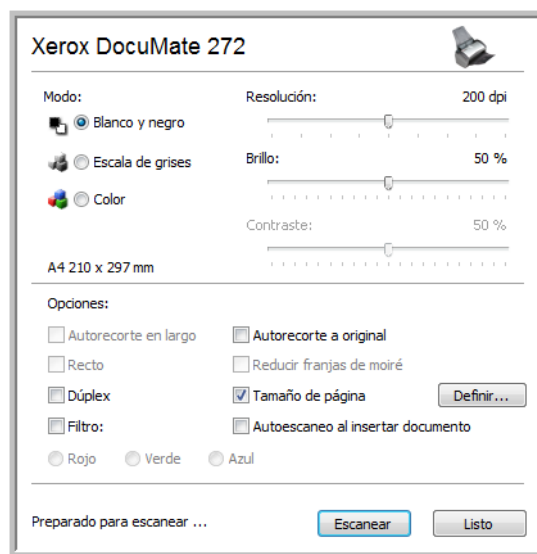 Xerox DocuMate 272
Modo:
Resolución: 200 dpi
Blanco y negro
Escala de grises
Brillo: 50 %
Color
Contraste: 50 %
A4 210 x 297 mm
Opciones:
Autorecorte en largo Autorecorte a original
Recto Reducir franjas de moiré
Dúplex Tamaño de página Definir...
Filtro: Autoescaneo al insertar documento
Rojo Verde Azul
Preparado para escanear ... Escanear Listo